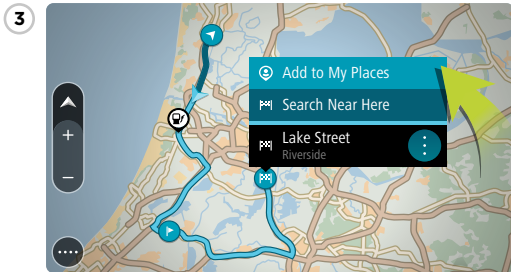 3
Add to My Places
Search Near Here
Lake Street
Riverside
+
–